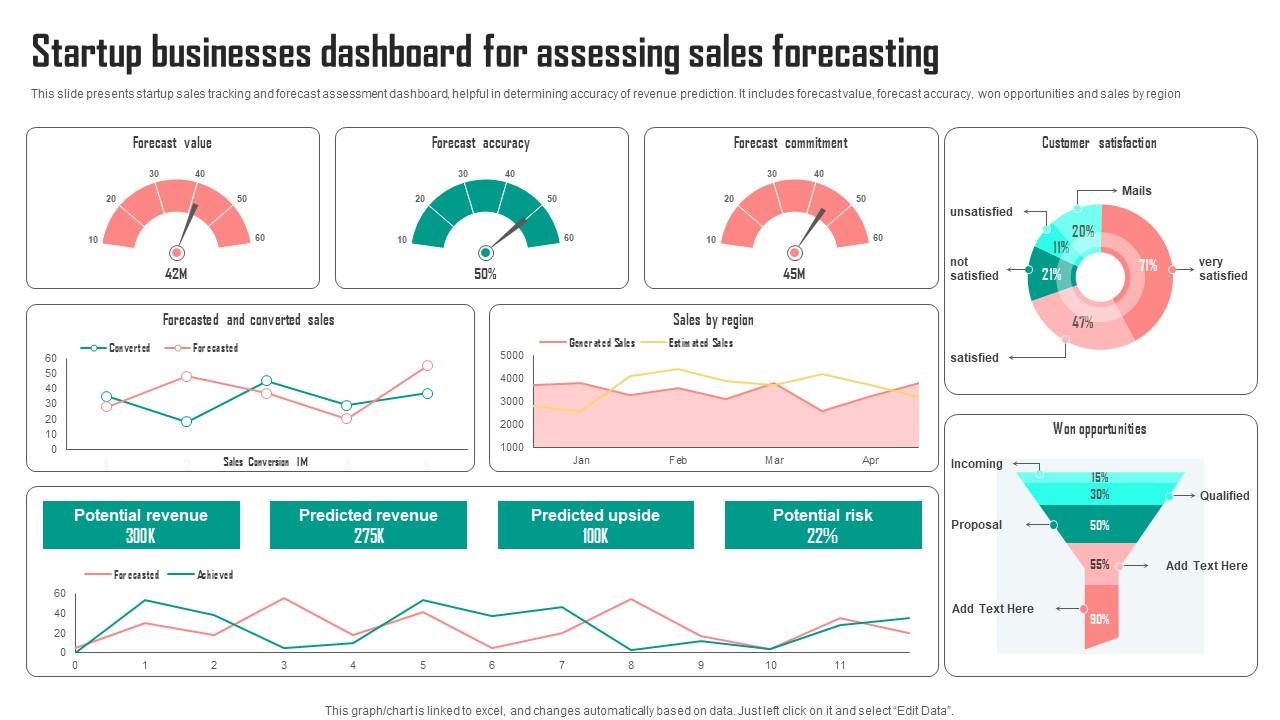 Startup businesses dashboard for assessing sales forecasting
This slide presents startup sales tracking and forecast assessment dashboard, helpful in determining accuracy of revenue prediction. It includes forecast value, forecast accuracy, won opportunities and sales by region
Forecast value
10 20 30 40 50 60
42M
Forecast accuracy
10 20 30 40 50 60
50%
Forecast commitment
10 20 30 40 50 60
45M
Customer satisfaction
Mails
unsatisfied
20%
11%
not
satisfied
21%
71%
very
satisfied
47%
satisfied
Forecasted and converted sales
Converted Forecasted
60
50
40
30
20
10
0
1 2 4 5
Sales Conversion 1M
Sales by region
Generated Sales Estimated Sales
5000
4000
3000
2000
1000
Jan Feb Mar Apr
Won opportunities
Incoming
15%
30%
Qualified
Proposal
50%
55%
Add Text Here
Add Text Here
90%
Potential revenue
300K
Predicted revenue
275K
Predicted upside
100K
Potential risk
22%
Forecasted Achieved
60
40
20
0
0 1 2 3 4 5 6 7 8 9 10 11
This graph/chart is linked to excel, and changes automatically based on data. Just left click on it and select “Edit Data”.